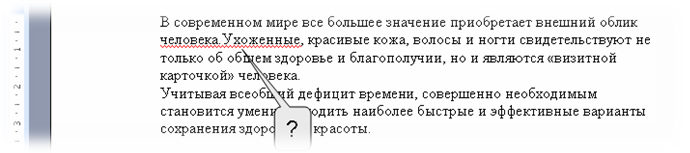 В современном мире все большее значение приобретает внешний облик
человека.Ухоженные, красивые кожа, волосы и ногти свидетельствуют не
только об общем здоровье и благополучии, но и являются «визитной
карточкой» человека.
Учитывая всеобщий дефицит времени, совершенно необходимым
становится находить наиболее быстрые и эффективные варианты
сохранения красоты.
?